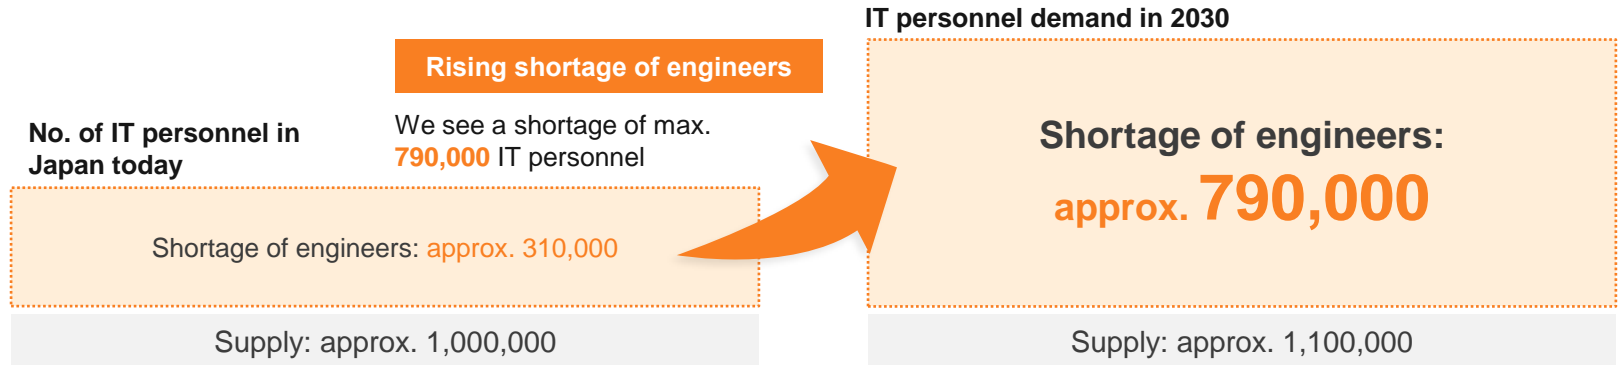 No. of IT personnel in
Japan today
Shortage of engineers: approx. 310,000
Supply: approx. 1,000,000
Rising shortage of engineers
We see a shortage of max.
790,000 IT personnel
IT personnel demand in 2030
Shortage of engineers:
approx. 790,000
Supply: approx. 1,100,000